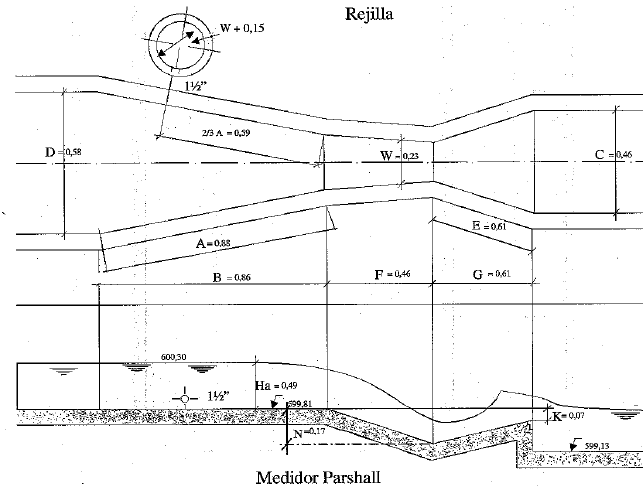 Rejilla
W + 0,15
1½"
2/3 A = 0,59
D = 0,58
W = 0,23
C = 0,46
A = 0,88
E = 0,61
B = 0,86
F = 0,46
G = 0,61
600,30
Ha = 0,49
1½"
599,81
K = 0,07
N = 0,17
599,13
Medidor Parshall